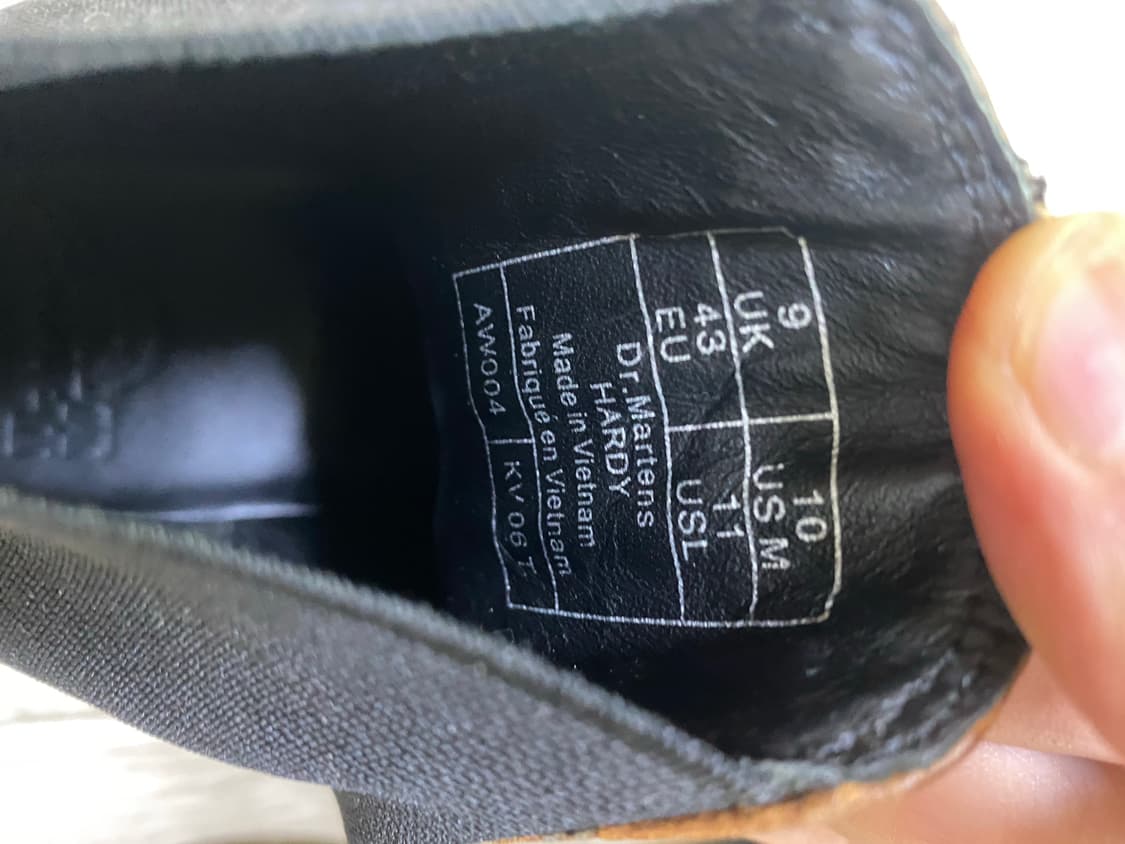 9 10
UK US M
43 11
EU USL
Dr.Martens
HARDY
Made in Vietnam
Fabriqué en Vietnam
AW004 KV 06 T